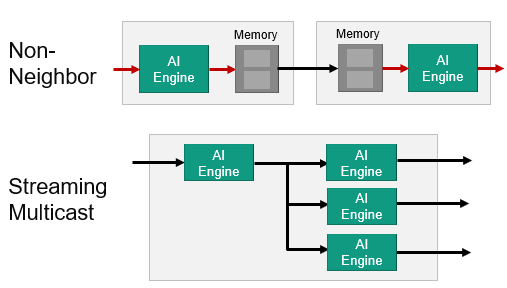 Non-
Neighbor
AI
Engine
Memory
Memory
AI
Engine
Streaming
Multicast
AI
Engine
AI
Engine
AI
Engine
AI
Engine